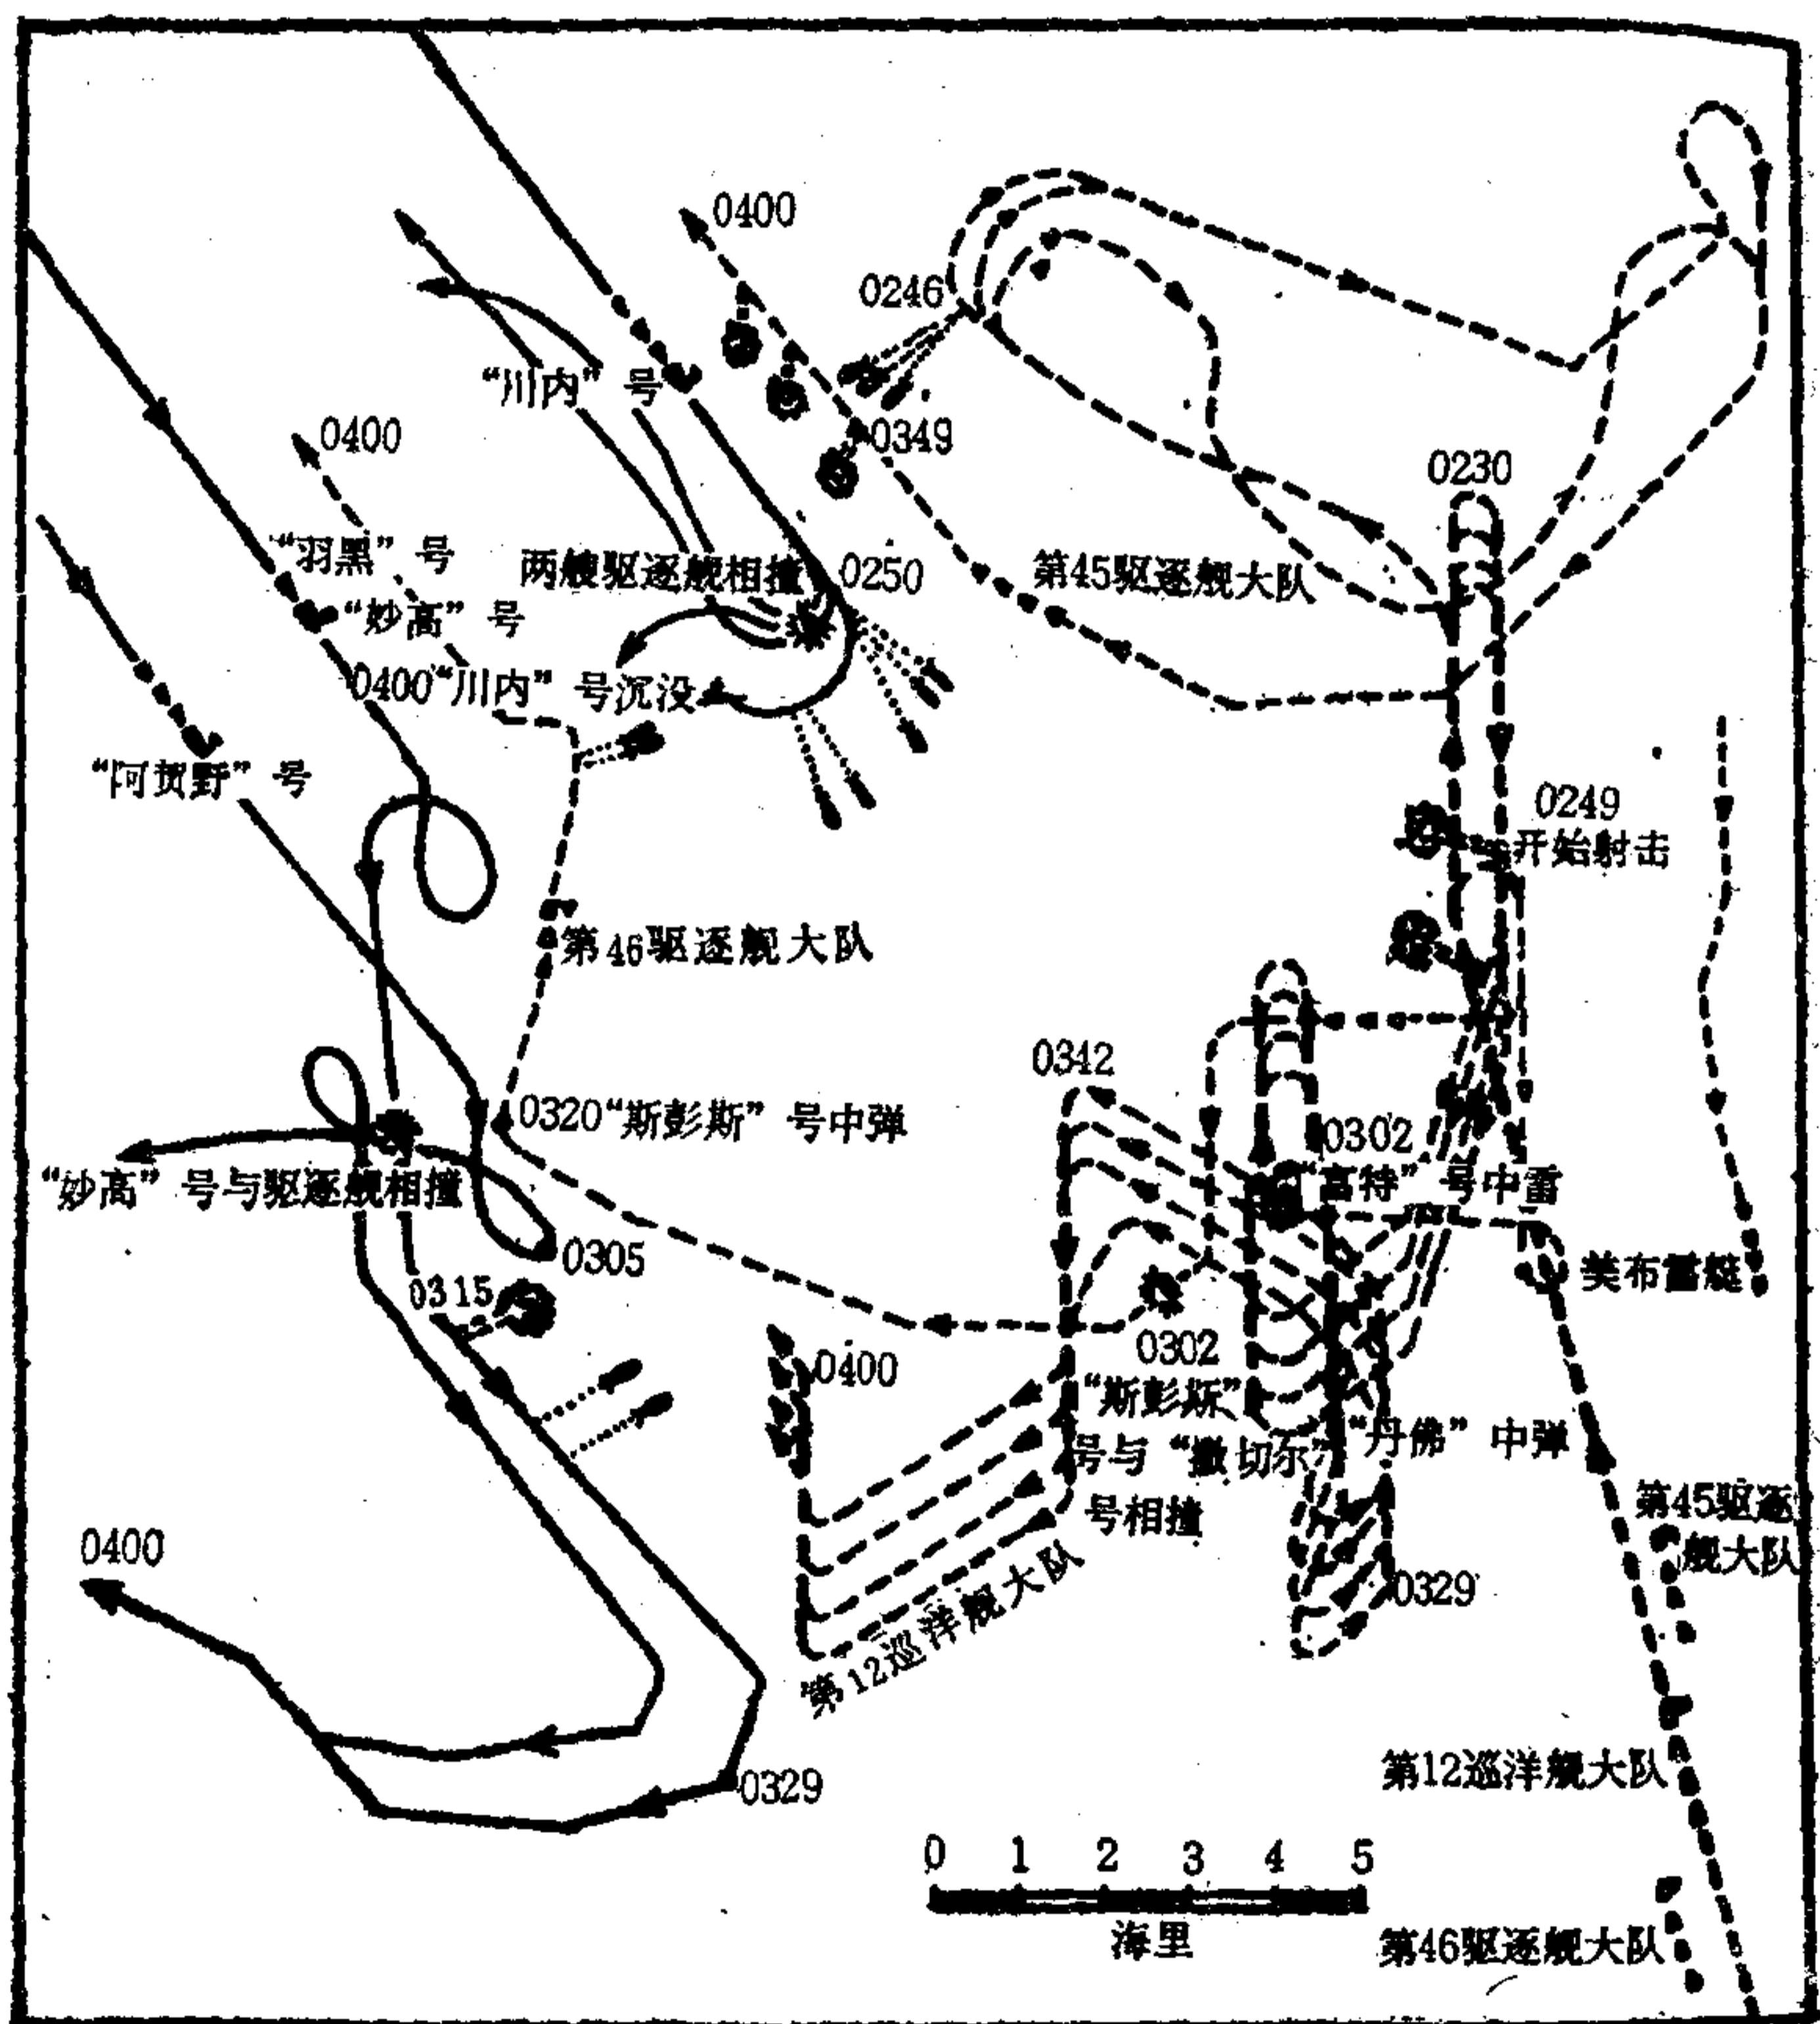 0400
0246
“川内” 号
0349
0400
0230
“羽黑” 号
两艘驱逐舰相撞
0250
第45驱逐舰大队
“妙高” 号
0400“川内” 号沉没
“阿贺野” 号
0249
开始射击
第46驱逐舰大队
0342
0320“斯彭斯” 号中弹
0302
“富特” 号中雷
“妙高” 号与驱逐舰相撞
0305
美布雷艇
0315
0302
“斯彭斯”
号与 “撒切尔”
号相撞
0400
“丹佛” 中弹
第45驱逐
舰大队
0400
0329
第12巡洋舰大队
第12巡洋舰大队
0329
0 1 2 3 4 5
海里
第46驱逐舰大队